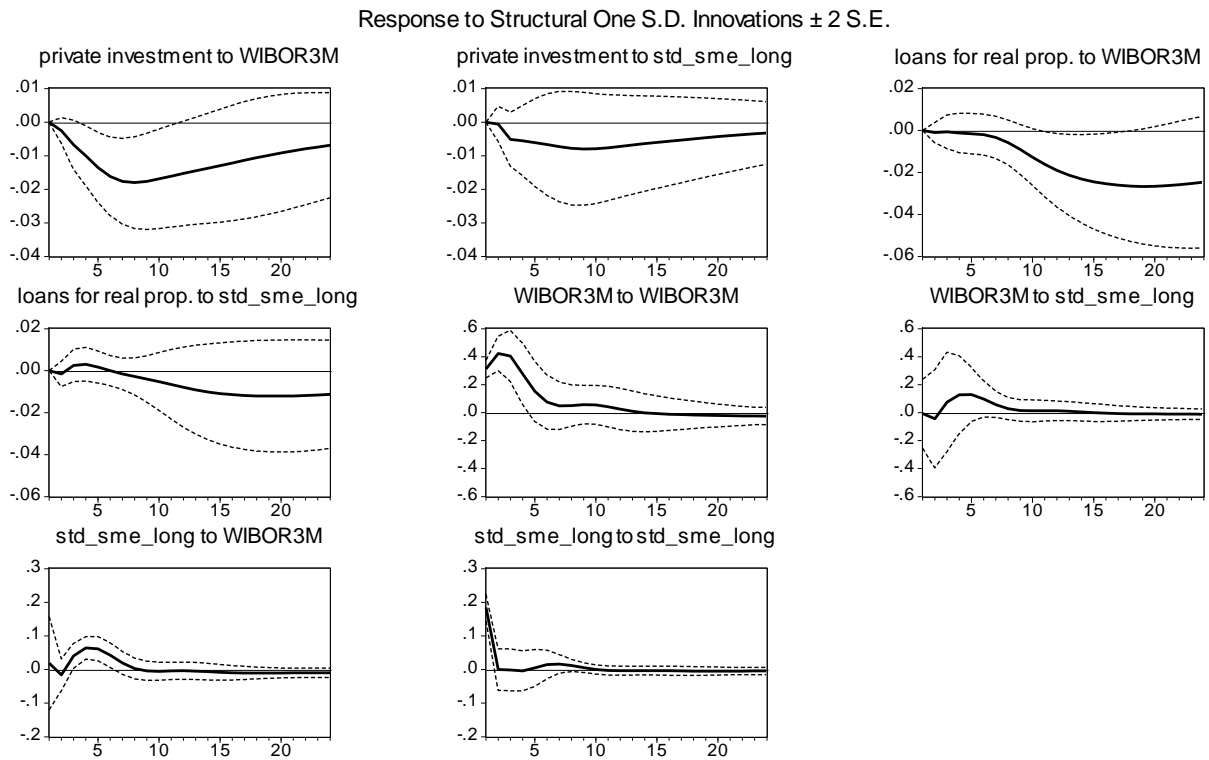 Response to Structural One S.D. Innovations ± 2 S.E.
private investment to WIBOR3M
.01
.00
-.01
-.02
-.03
-.04
5 10 15 20
private investment to std_sme_long
.01
.00
-.01
-.02
-.03
-.04
5 10 15 20
loans for real prop. to WIBOR3M
.02
.00
-.02
-.04
-.06
5 10 15 20
loans for real prop. to std_sme_long
.02
.00
-.02
-.04
-.06
5 10 15 20
WIBOR3M to WIBOR3M
.6
.4
.2
.0
-.2
-.4
-.6
5 10 15 20
WIBOR3M to std_sme_long
.6
.4
.2
.0
-.2
-.4
-.6
5 10 15 20
std_sme_long to WIBOR3M
.3
.2
.1
.0
-.1
-.2
5 10 15 20
std_sme_long to std_sme_long
.3
.2
.1
.0
-.1
-.2
5 10 15 20